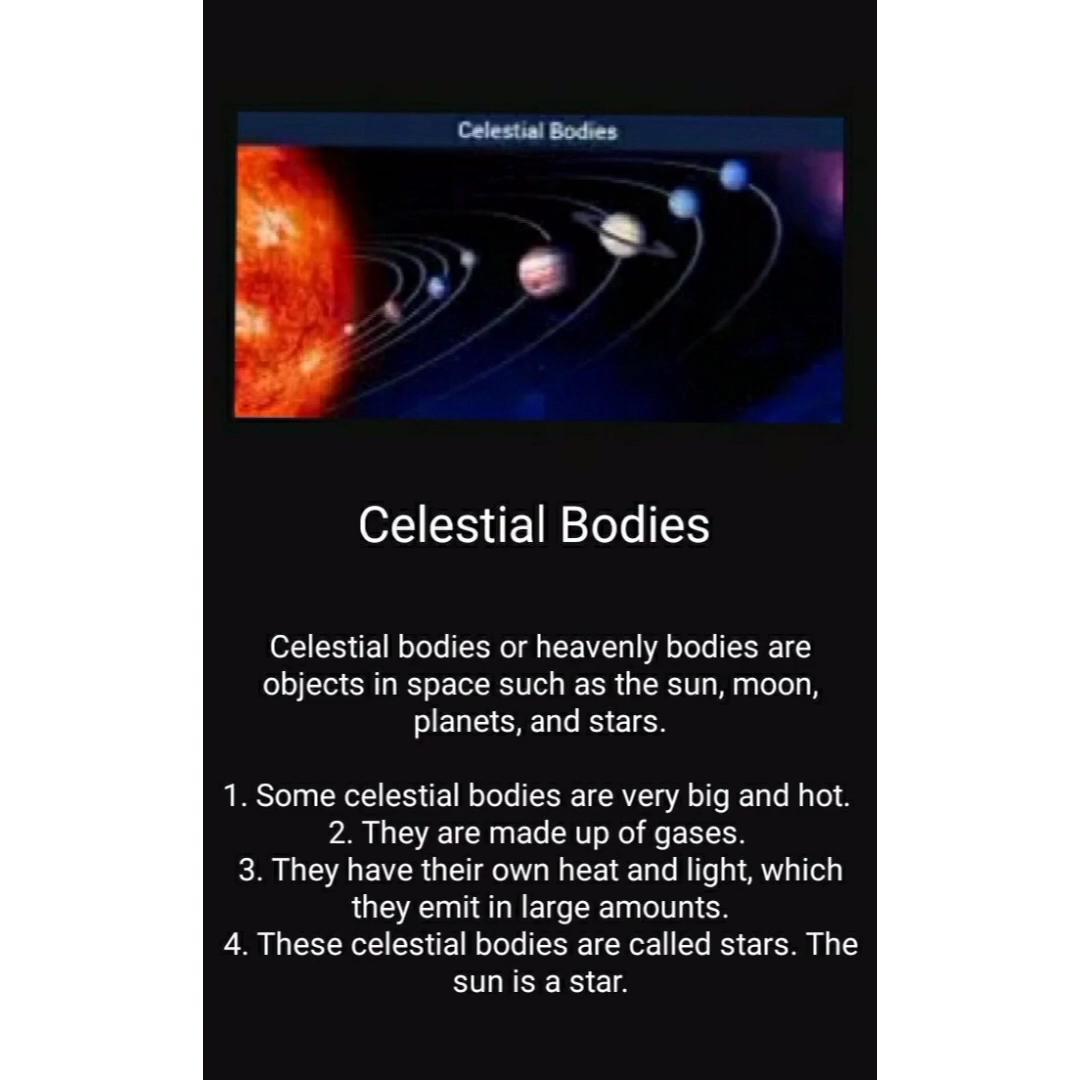 Celestial Bodies
Celestial Bodies
Celestial bodies or heavenly bodies are
objects in space such as the sun, moon,
planets, and stars.
1. Some celestial bodies are very big and hot.
2. They are made up of gases.
3. They have their own heat and light, which
they emit in large amounts.
4. These celestial bodies are called stars. The
sun is a star.